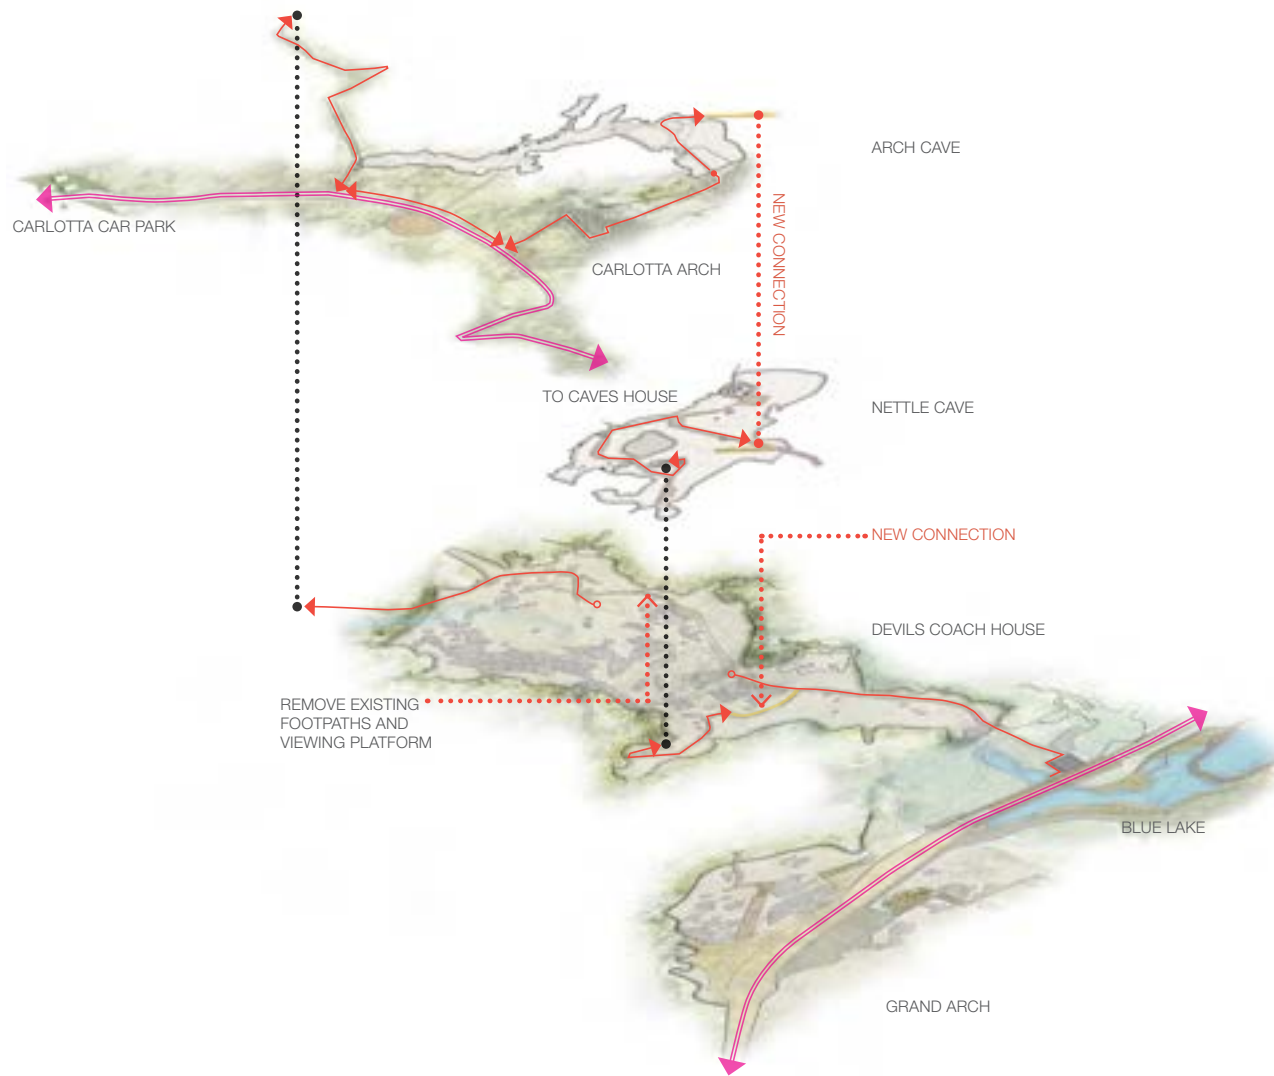 ARCH CAVE
CARLOTTA CAR PARK
NEW CONNECTION
CARLOTTA ARCH
TO CAVES HOUSE
NETTLE CAVE
NEW CONNECTION
DEVILS COACH HOUSE
REMOVE EXISTING
FOOTPATHS AND
VIEWING PLATFORM
BLUE LAKE
GRAND ARCH